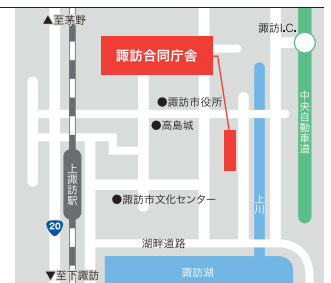 ▲至茅野
諏訪I.C.
諏訪合同庁舎
●諏訪市役所
●高島城
中央自動車道
上諏訪駅
●諏訪市文化センター
上川
20
湖畔道路
▼至下諏訪
諏訪湖